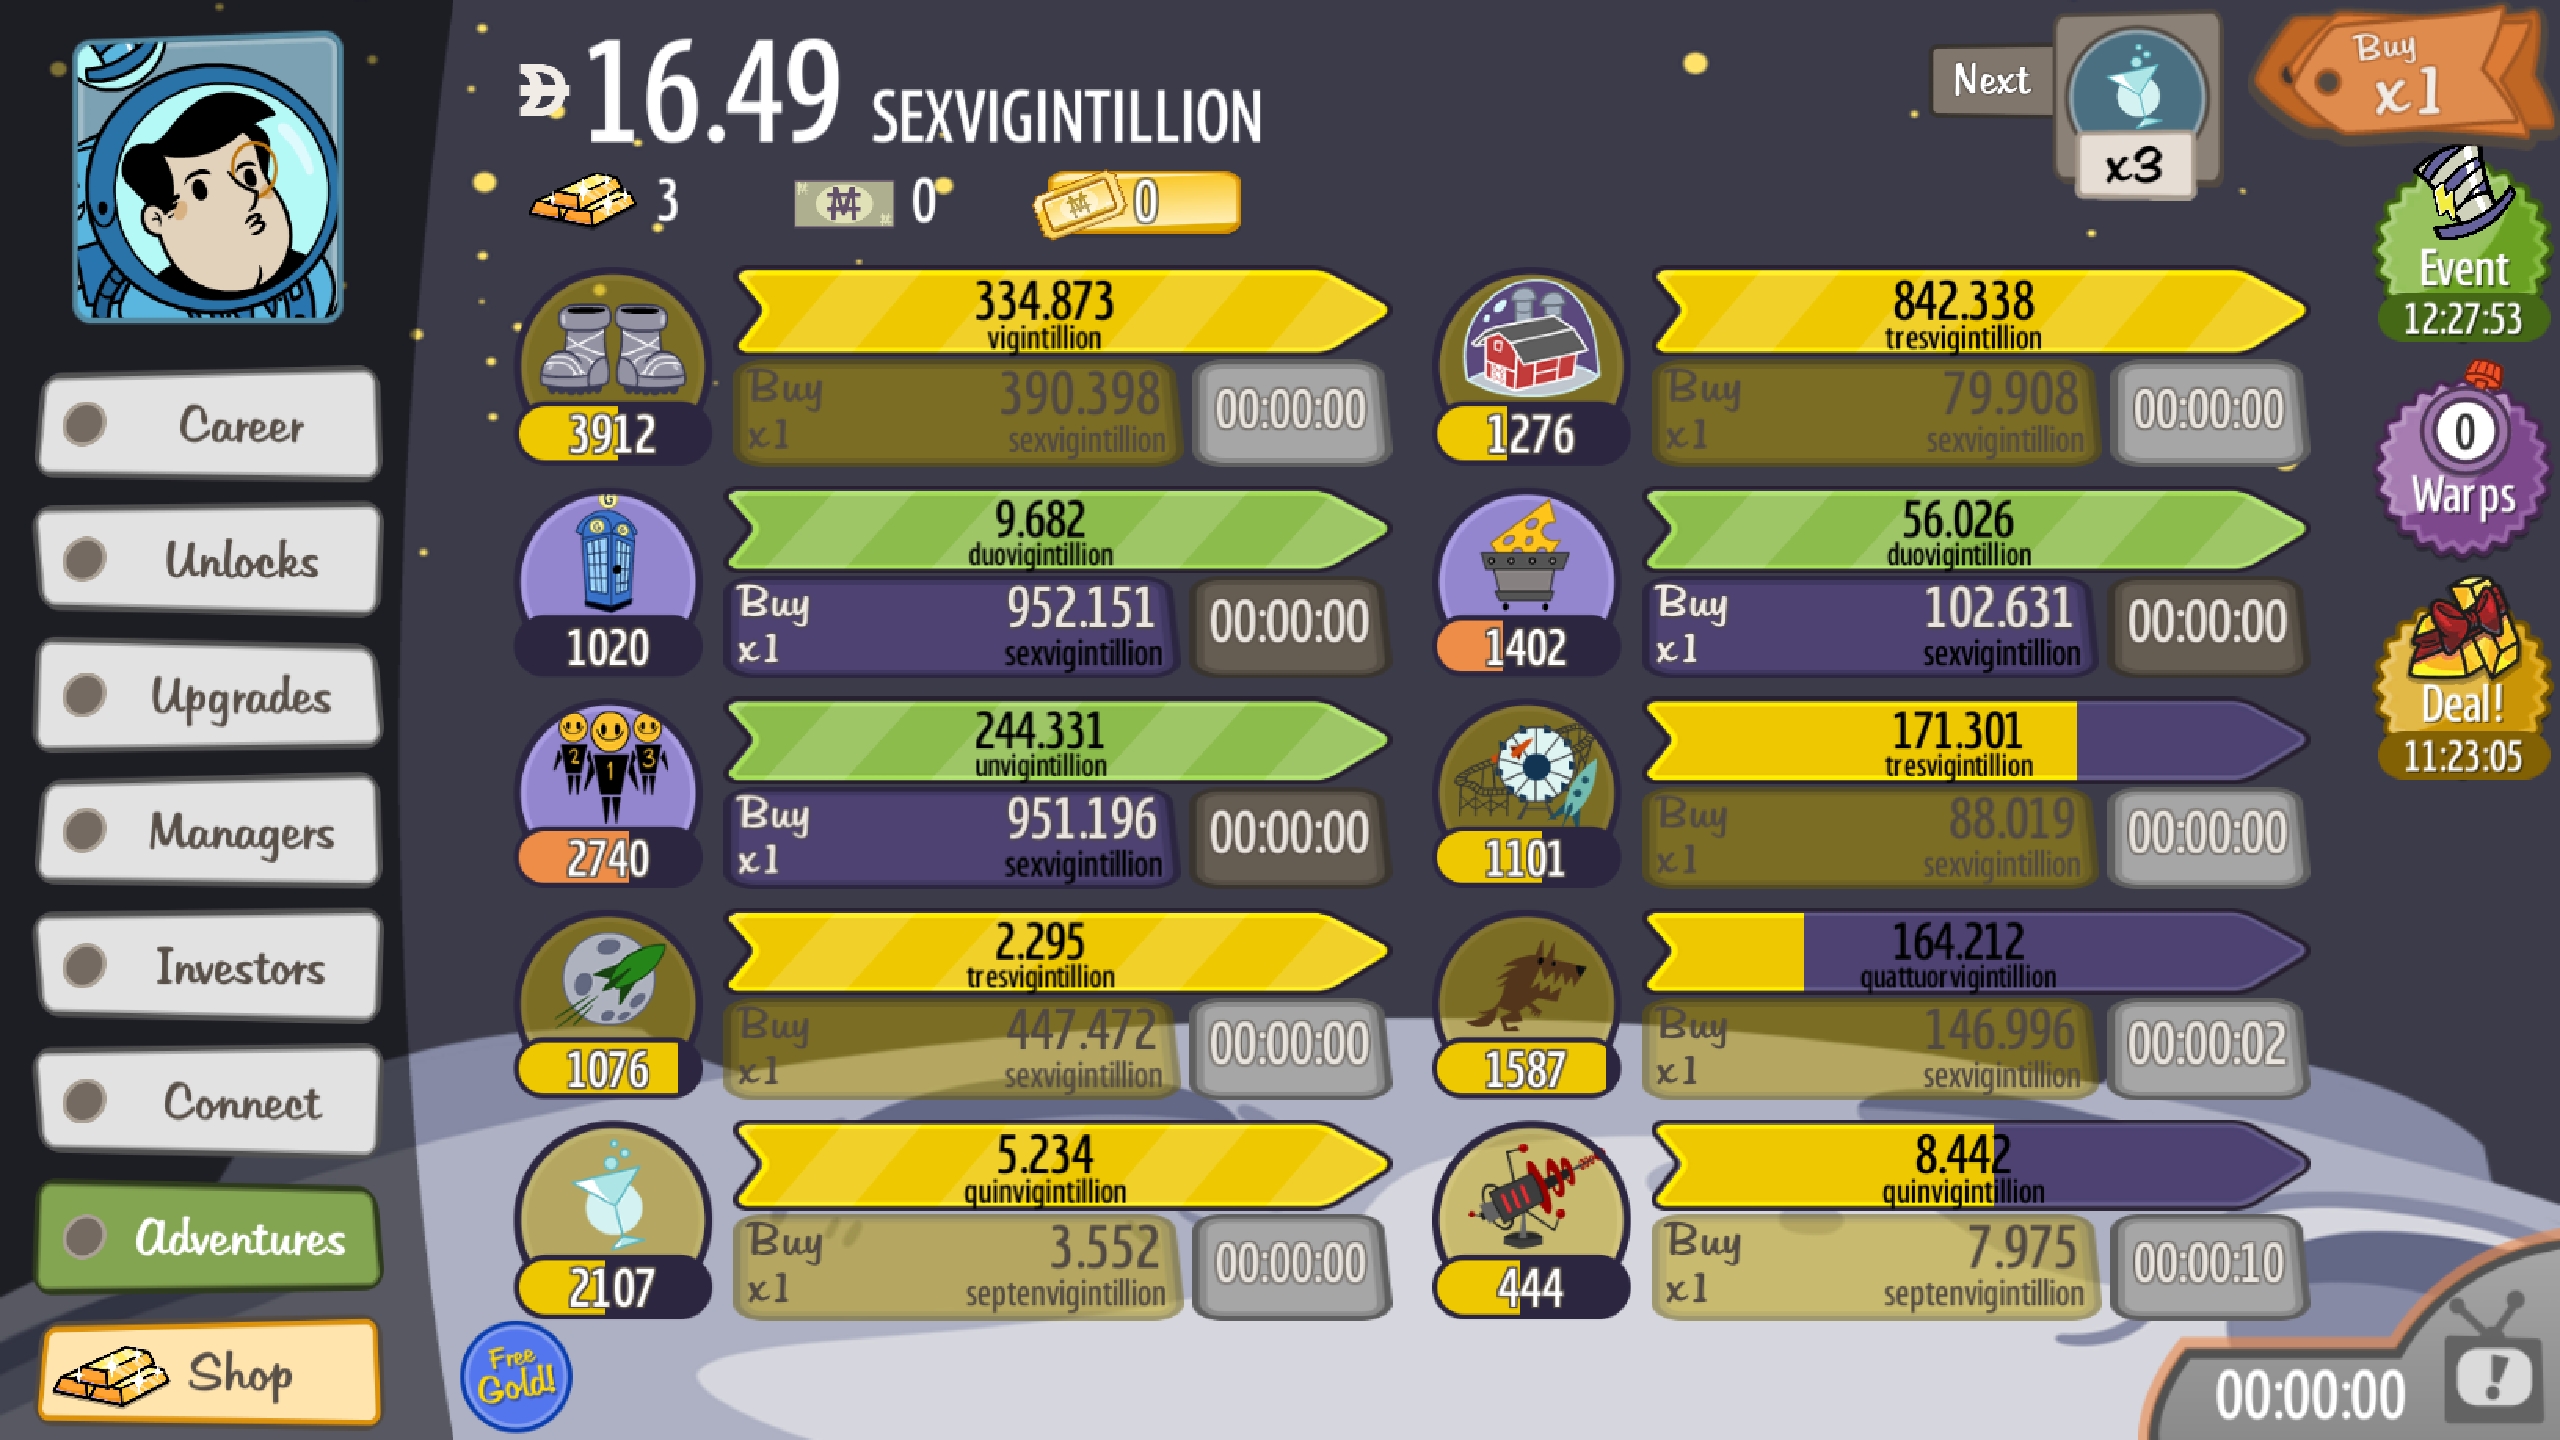 16.49 SEXVIGINTILLION
3
0
0
Next
x3
Buy
x1
Event
12:27:53
0
Warps
Deal!
11:23:05
Career
Unlocks
Upgrades
Managers
Investors
Connect
Adventures
Shop
334.873
vigintillion
3912
Buy
x1
390.398
sexvigintillion
00:00:00
842.338
tresvigintillion
1276
Buy
x1
79.908
sexvigintillion
00:00:00
9.682
duovigintillion
1020
Buy
x1
952.151
sexvigintillion
00:00:00
56.026
duovigintillion
1402
Buy
x1
102.631
sexvigintillion
00:00:00
2 1 3
244.331
unvigintillion
2740
Buy
x1
951.196
sexvigintillion
00:00:00
171.301
tresvigintillion
1101
Buy
x1
88.019
sexvigintillion
00:00:00
2.295
tresvigintillion
1076
Buy
x1
447.472
sexvigintillion
00:00:00
164.212
quattuorvigintillion
1587
Buy
x1
146.996
sexvigintillion
00:00:02
5.234
quinvigintillion
2107
Buy
x1
3.552
septenvigintillion
00:00:00
8.442
quinvigintillion
444
Buy
x1
7.975
septenvigintillion
00:00:10
Free
Gold!
00:00:00
!